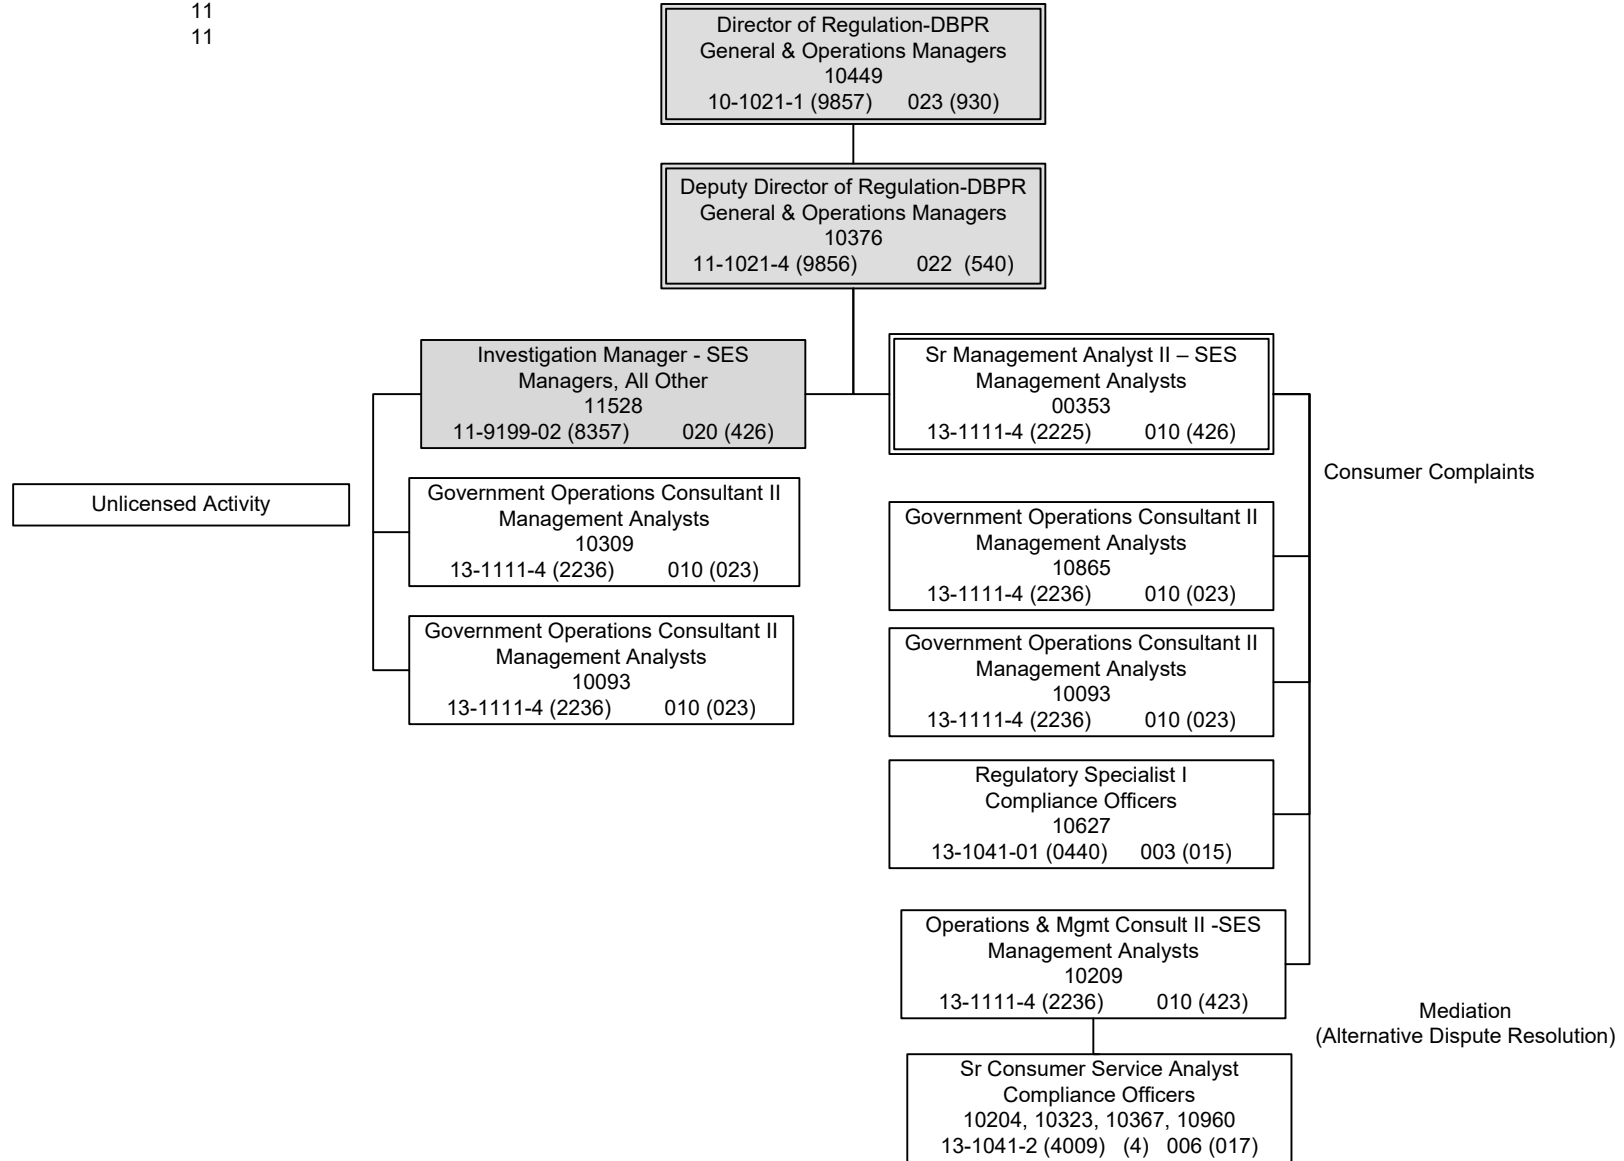 11
11
Director of Regulation-DBPR
General & Operations Managers
10449
10-1021-1 (9857) 023 (930)
Deputy Director of Regulation-DBPR
General & Operations Managers
10376
11-1021-4 (9856) 022 (540)
Investigation Manager - SES
Managers, All Other
11528
11-9199-02 (8357) 020 (426)
Sr Management Analyst II – SES
Management Analysts
00353
13-1111-4 (2225) 010 (426)
Unlicensed Activity
Government Operations Consultant II
Management Analysts
10309
13-1111-4 (2236) 010 (023)
Government Operations Consultant II
Management Analysts
10093
13-1111-4 (2236) 010 (023)
Consumer Complaints
Government Operations Consultant II
Management Analysts
10865
13-1111-4 (2236) 010 (023)
Government Operations Consultant II
Management Analysts
10093
13-1111-4 (2236) 010 (023)
Regulatory Specialist I
Compliance Officers
10627
13-1041-01 (0440) 003 (015)
Operations & Mgmt Consult II -SES
Management Analysts
10209
13-1111-4 (2236) 010 (423)
Mediation
(Alternative Dispute Resolution)
Sr Consumer Service Analyst
Compliance Officers
10204, 10323, 10367, 10960
13-1041-2 (4009) (4) 006 (017)